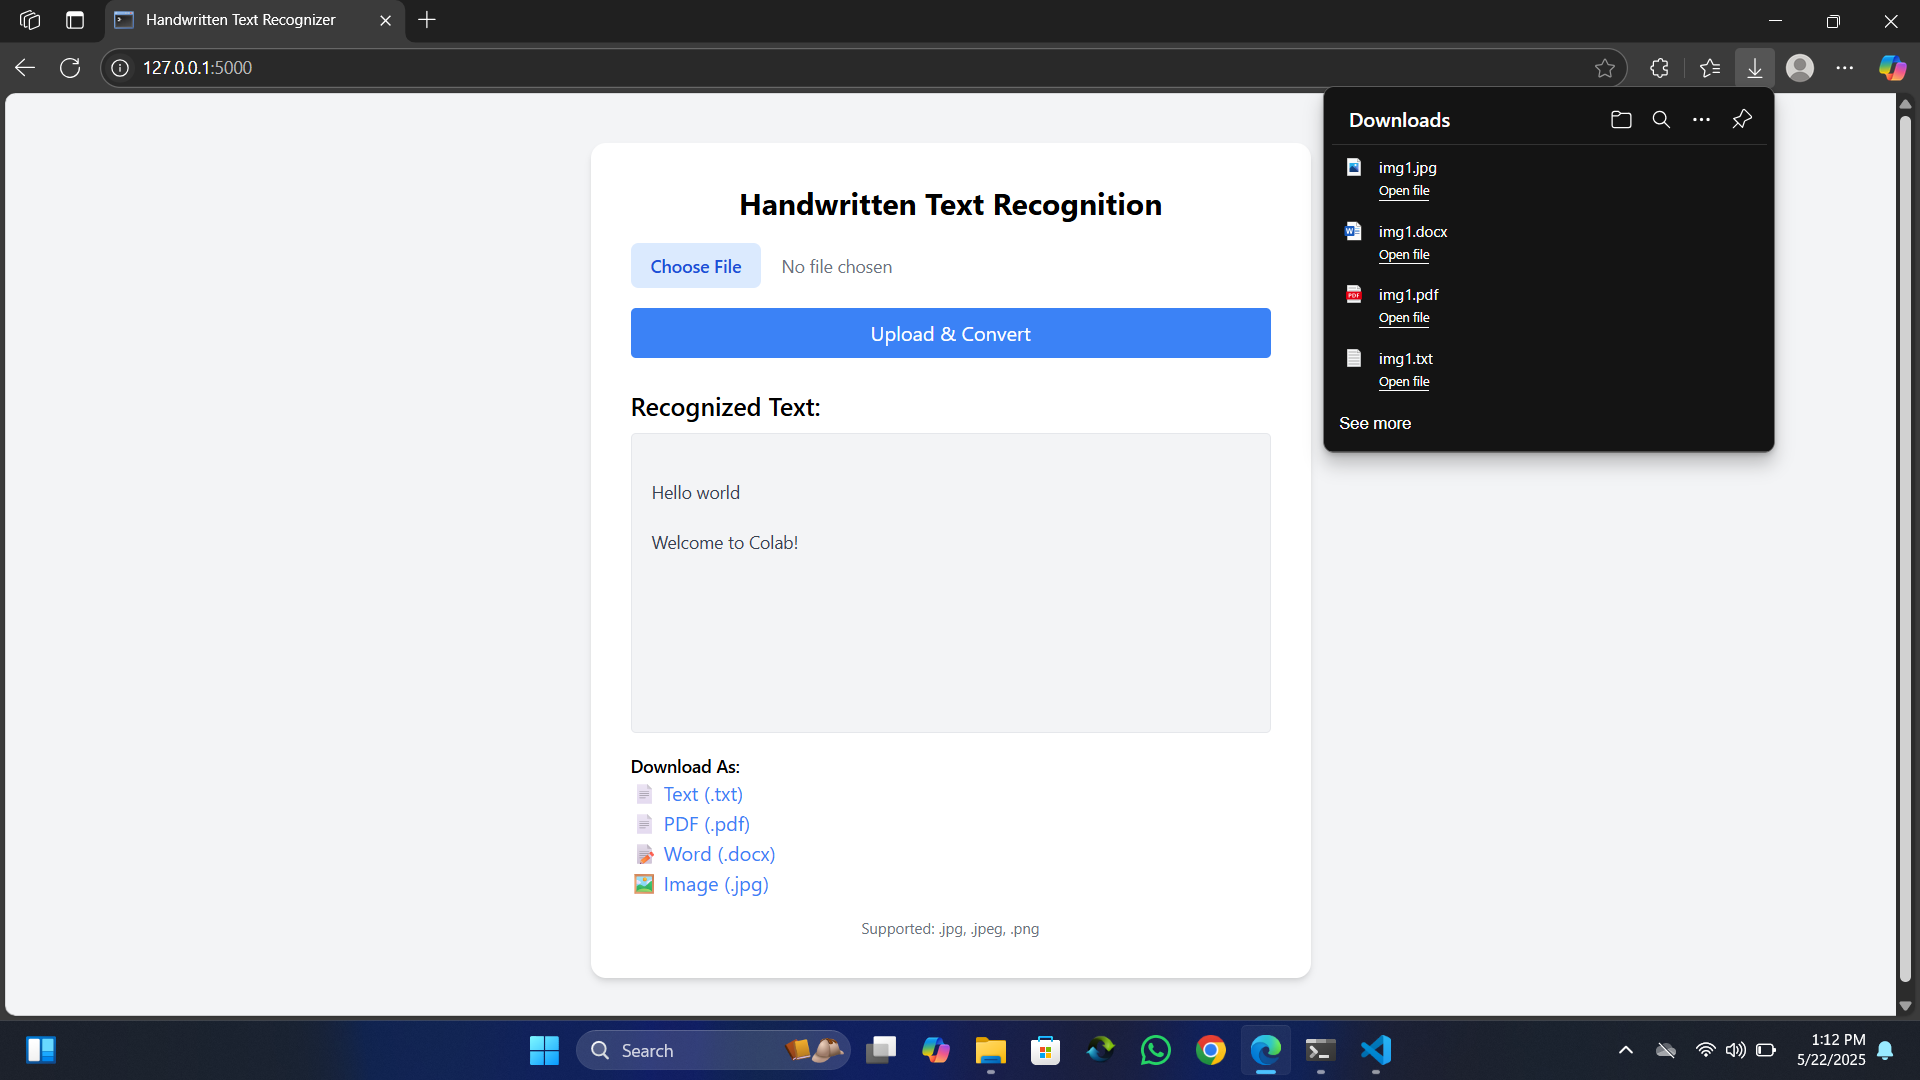 Handwritten Text Recognizer
127.0.0.1:5000
Downloads
img1.jpg
Open file
img1.docx
Open file
img1.pdf
Open file
img1.txt
Open file
See more
Handwritten Text Recognition
Choose File No file chosen
Upload & Convert
Recognized Text:
Hello world
Welcome to Colab!
Download As:
Text (.txt)
PDF (.pdf)
Word (.docx)
Image (.jpg)
Supported: .jpg, .jpeg, .png
Search
1:12 PM
5/22/2025